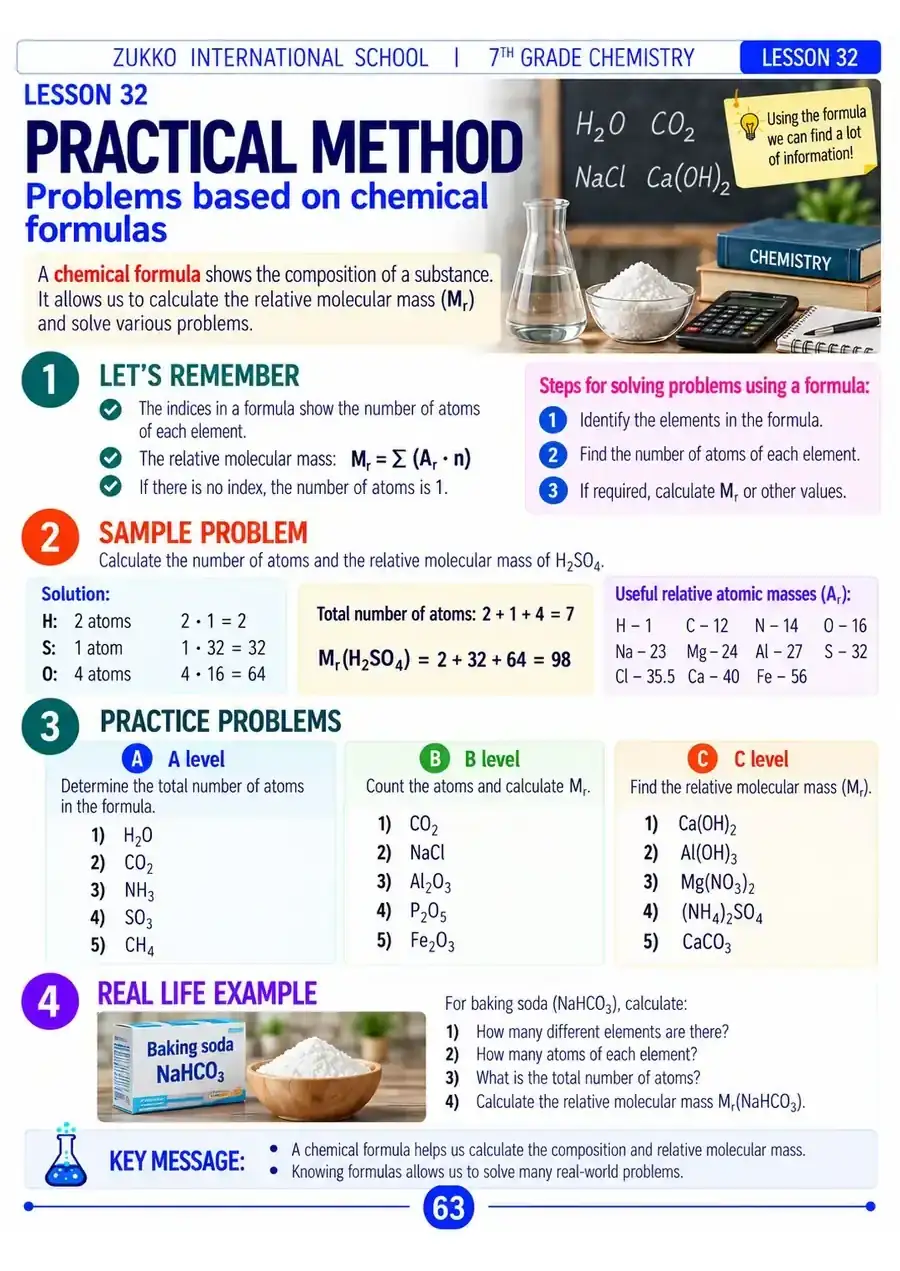 ZUKKO INTERNATIONAL SCHOOL | 7TH GRADE CHEMISTRY LESSON 32
LESSON 32
PRACTICAL METHOD
Problems based on chemical
formulas
A chemical formula shows the composition of a substance.
It allows us to calculate the relative molecular mass (Mᵣ)
and solve various problems.
H₂O CO₂
NaCl Ca(OH)₂
Using the formula
we can find a lot
of information!
CHEMISTRY
1 LET'S REMEMBER
The indices in a formula show the number of atoms
of each element.
The relative molecular mass: Mᵣ = ∑ (Aᵣ · n)
If there is no index, the number of atoms is 1.
Steps for solving problems using a formula:
1 Identify the elements in the formula.
2 Find the number of atoms of each element.
3 If required, calculate Mᵣ or other values.
2 SAMPLE PROBLEM
Calculate the number of atoms and the relative molecular mass of H₂SO₄.
Solution:
H: 2 atoms 2 · 1 = 2
S: 1 atom 1 · 32 = 32
O: 4 atoms 4 · 16 = 64
Total number of atoms: 2 + 1 + 4 = 7
Mᵣ(H₂SO₄) = 2 + 32 + 64 = 98
Useful relative atomic masses (Aᵣ):
H – 1 C – 12 N – 14 O – 16
Na – 23 Mg – 24 Al – 27 S – 32
Cl – 35.5 Ca – 40 Fe – 56
3 PRACTICE PROBLEMS
A A level
Determine the total number of atoms
in the formula.
1) H₂O
2) CO₂
3) NH₃
4) SO₃
5) CH₄
B B level
Count the atoms and calculate Mᵣ.
1) CO₂
2) NaCl
3) Al₂O₃
4) P₂O₅
5) Fe₂O₃
C C level
Find the relative molecular mass (Mᵣ).
1) Ca(OH)₂
2) Al(OH)₃
3) Mg(NO₃)₂
4) (NH₄)₂SO₄
5) CaCO₃
4 REAL LIFE EXAMPLE
Baking soda
NaHCO₃
For baking soda (NaHCO₃), calculate:
1) How many different elements are there?
2) How many atoms of each element?
3) What is the total number of atoms?
4) Calculate the relative molecular mass Mᵣ(NaHCO₃).
KEY MESSAGE:
• A chemical formula helps us calculate the composition and relative molecular mass.
• Knowing formulas allows us to solve many real-world problems.
63